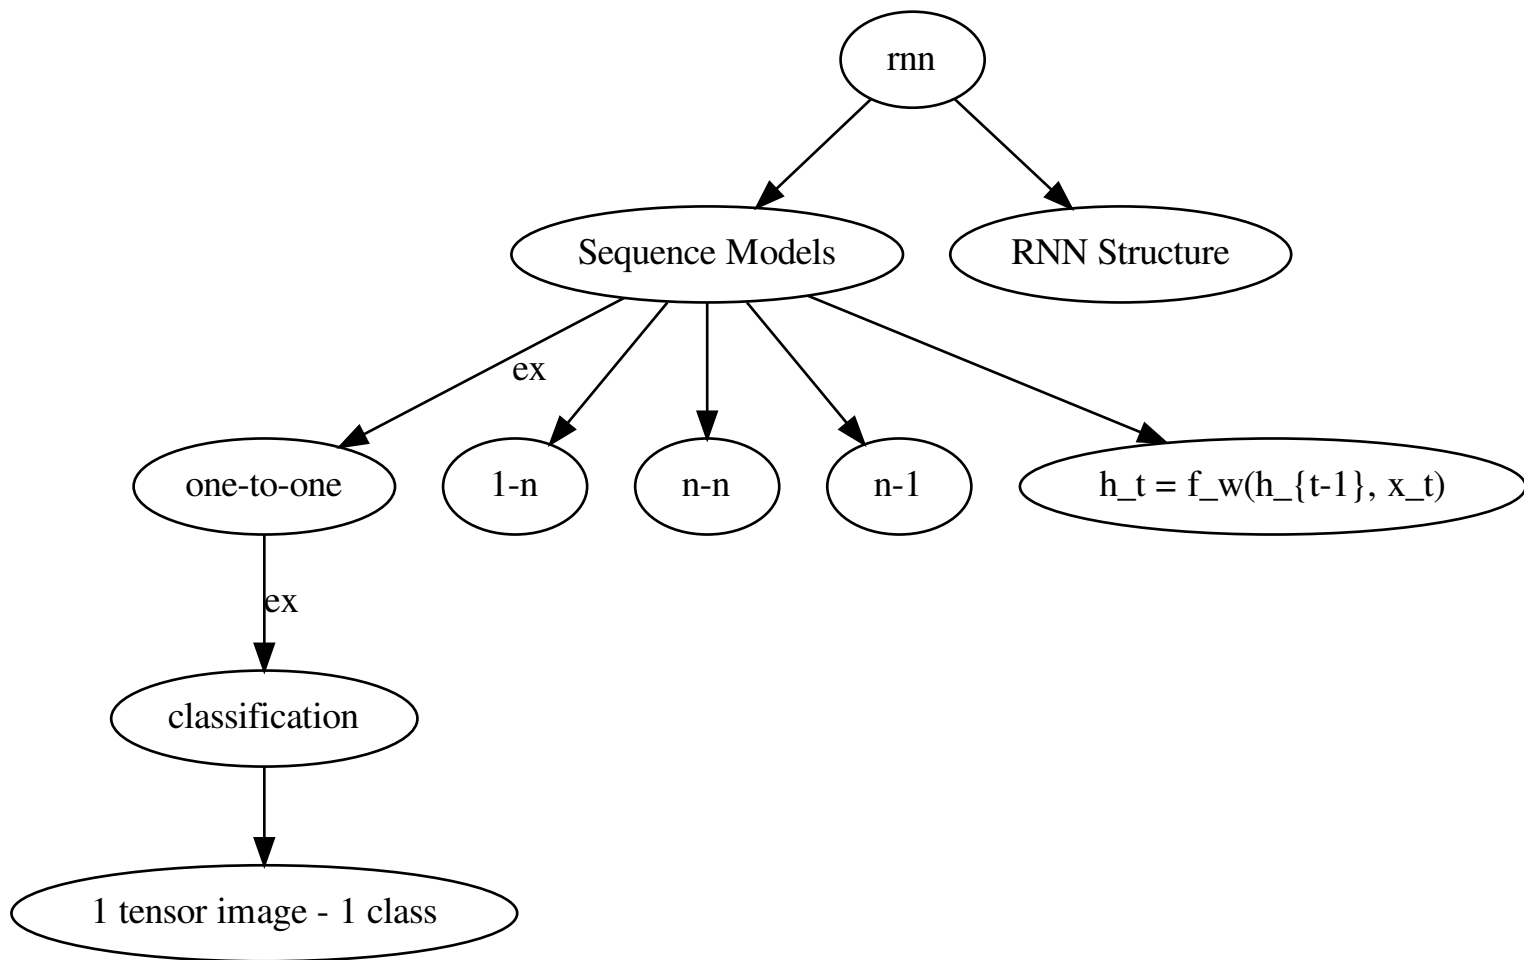 rnn
Sequence Models
RNN Structure
ex
one-to-one
1-n
n-n
n-1
h_t = f_w(h_{t-1}, x_t)
ex
classification
1 tensor image - 1 class